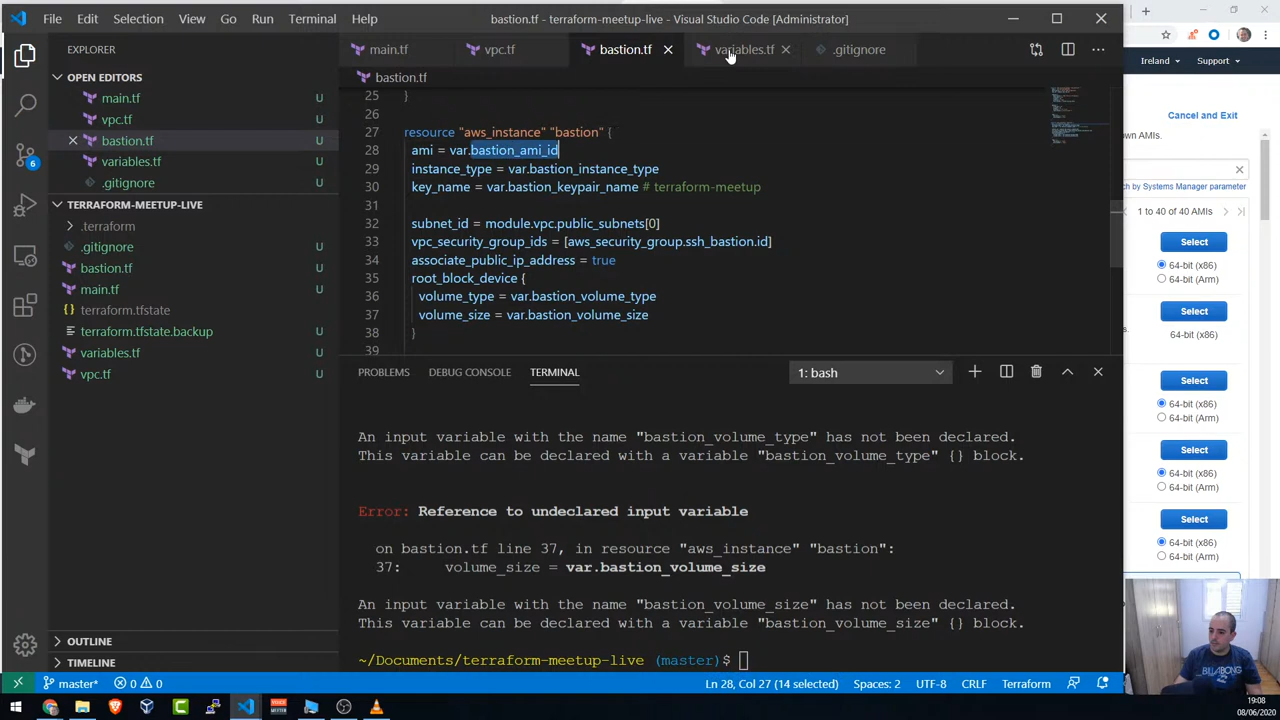 File Edit Selection View Go Run Terminal Help
bastion.tf - terraform-meetup-live - Visual Studio Code [Administrator]
EXPLORER
main.tf
vpc.tf
bastion.tf
variables.tf
.gitignore
OPEN EDITORS
main.tf U
vpc.tf U
bastion.tf U
variables.tf U
.gitignore U
TERRAFORM-MEETUP-LIVE
.terraform
.gitignore U
bastion.tf U
main.tf U
terraform.tfstate
terraform.tfstate.backup U
variables.tf U
vpc.tf U
OUTLINE
TIMELINE
6
bastion.tf
25 }
26
27 resource "aws_instance" "bastion" {
28 ami = var.bastion_ami_id
29 instance_type = var.bastion_instance_type
30 key_name = var.bastion_keypair_name # terraform-meetup
31
32 subnet_id = module.vpc.public_subnets[0]
33 vpc_security_group_ids = [aws_security_group.ssh_bastion.id]
34 associate_public_ip_address = true
35 root_block_device {
36 volume_type = var.bastion_volume_type
37 volume_size = var.bastion_volume_size
38 }
39
PROBLEMS DEBUG CONSOLE TERMINAL
1: bash
An input variable with the name "bastion_volume_type" has not been declared.
This variable can be declared with a variable "bastion_volume_type" {} block.
Error: Reference to undeclared input variable
on bastion.tf line 37, in resource "aws_instance" "bastion":
37: volume_size = var.bastion_volume_size
An input variable with the name "bastion_volume_size" has not been declared.
This variable can be declared with a variable "bastion_volume_size" {} block.
~/Documents/terraform-meetup-live (master)$
master* 0 0
Ln 28, Col 27 (14 selected) Spaces: 2 UTF-8 CRLF Terraform
Ireland Support
Cancel and Exit
own AMIs.
ch by Systems Manager parameter
1 to 40 of 40 AMIs
Select
64-bit (x86)
64-bit (Arm)
Select
64-bit (x86)
Select
64-bit (x86)
64-bit (Arm)
Select
64-bit (x86)
64-bit (Arm)
Select
64-bit (x86)
64-bit (Arm)
BILLABONG
19:08
08/06/2020